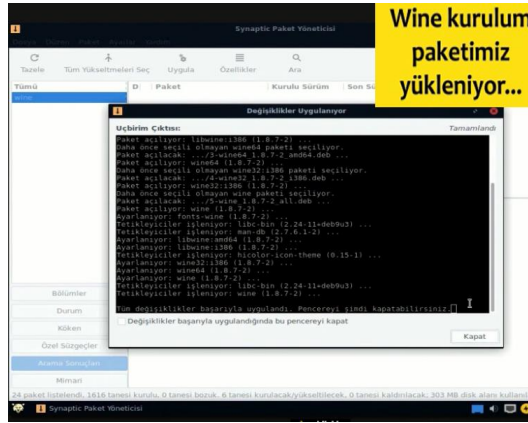 Wine kurulum
paketimiz
yükleniyor...
Synaptic Paket Yöneticisi
Tazele Tüm Yükseltmeleri Seç Uygula Özellikler Ara
Tümü
wine
D Paket Kurulu Sürüm Son Sü
Değişiklikler Uygulanıyor
Uçbirim Çıktısı: Tamamlandı
Paket açılıyor: libwine:i386 (1.8.7-2) ...
Daha önce seçili olmayan wine64 paketi seçiliyor.
Paket açılacak: .../3-wine64_1.8.7-2_amd64.deb ...
Paket açılıyor: wine64 (1.8.7-2) ...
Daha önce seçili olmayan wine32:i386 paketi seçiliyor.
Paket açılacak: .../4-wine32_1.8.7-2_i386.deb ...
Paket açılıyor: wine32:i386 (1.8.7-2) ...
Daha önce seçili olmayan wine paketi seçiliyor.
Paket açılacak: .../5-wine_1.8.7-2_all.deb ...
Paket açılıyor: wine (1.8.7-2) ...
Ayarlanıyor: fonts-wine (1.8.7-2) ...
Tetikleyiciler işleniyor: libc-bin (2.24-11+deb9u3) ...
Tetikleyiciler işleniyor: man-db (2.7.6.1-2) ...
Ayarlanıyor: libwine:amd64 (1.8.7-2) ...
Ayarlanıyor: libwine:i386 (1.8.7-2) ...
Tetikleyiciler işleniyor: hicolor-icon-theme (0.15-1) ...
Ayarlanıyor: wine32:i386 (1.8.7-2) ...
Ayarlanıyor: wine64 (1.8.7-2) ...
Ayarlanıyor: wine (1.8.7-2) ...
Tetikleyiciler işleniyor: libc-bin (2.24-11+deb9u3) ...
Tetikleyiciler işleniyor: wine (1.8.7-2) ...
Tüm değişiklikler başarıyla uygulandı. Pencereyi şimdi kapatabilirsiniz.
Değişiklikler başarıyla uygulandığında bu pencereyi kapat
Kapat
Bölümler
Durum
Köken
Özel Süzgeçler
Arama Sonuçları
Mimari
24 paket listelendi, 1616 tanesi kurulu, 0 tanesi bozuk. 6 tanesi kurulacak/yükseltilecek, 0 tanesi kaldırılacak; 303 MB disk alanı
Synaptic Paket Yöneticisi